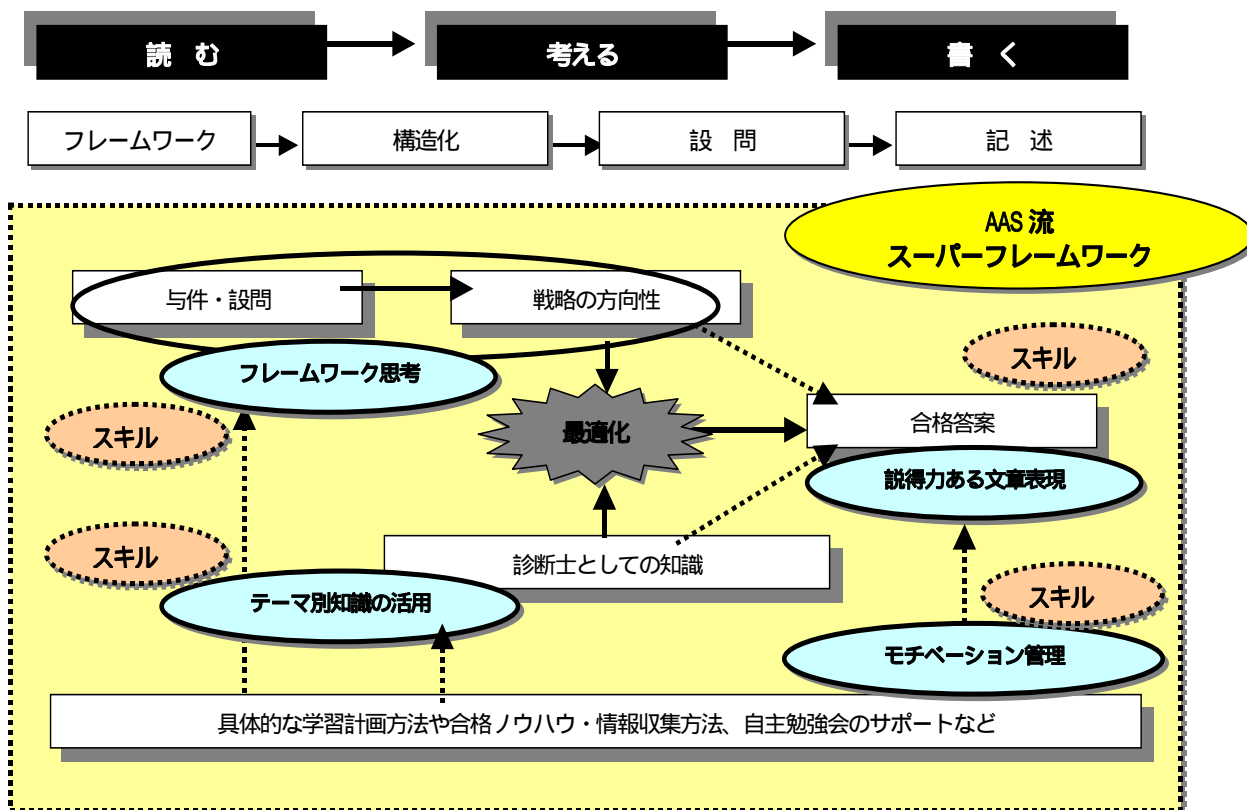 読　む
考える
書　く
フレームワーク
構造化
設　問
記　述
AAS 流
スーパーフレームワーク
与件・設問
戦略の方向性
スキル
フレームワーク思考
合格答案
スキル
最適化
説得力ある文章表現
スキル
診断士としての知識
テーマ別知識の活用
スキル
モチベーション管理
具体的な学習計画方法や合格ノウハウ・情報収集方法、自主勉強会のサポートなど